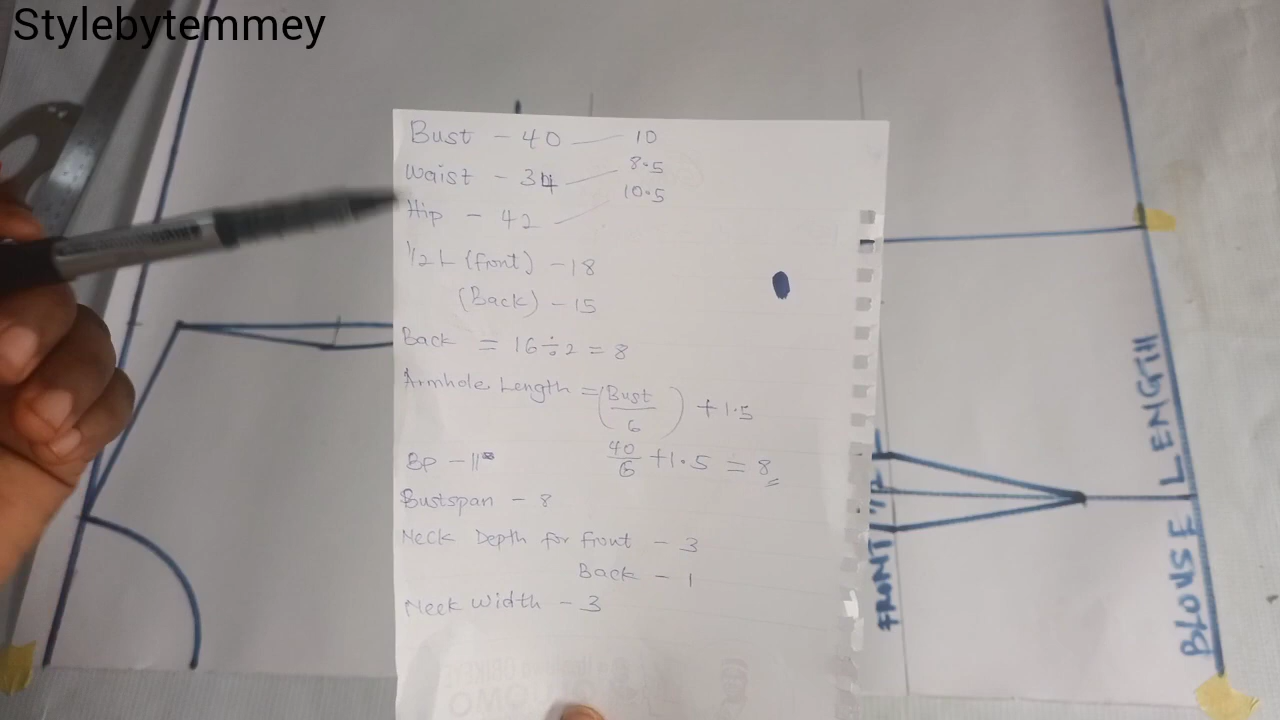 Stylebytemmey
Bust - 40 — 10
Waist - 34 — 8.5
Hip - 42 — 10.5
1/2 L (front) - 18
(Back) - 15
Back = 16 ÷ 2 = 8
Armhole Length = (Bust/6) + 1.5
40/6 + 1.5 = 8
BP - 11
Bustspan - 8
Neck Depth for front - 3
Back - 1
Neck Width - 3
FRONT 1/2 L
BLOUSE LENGTH